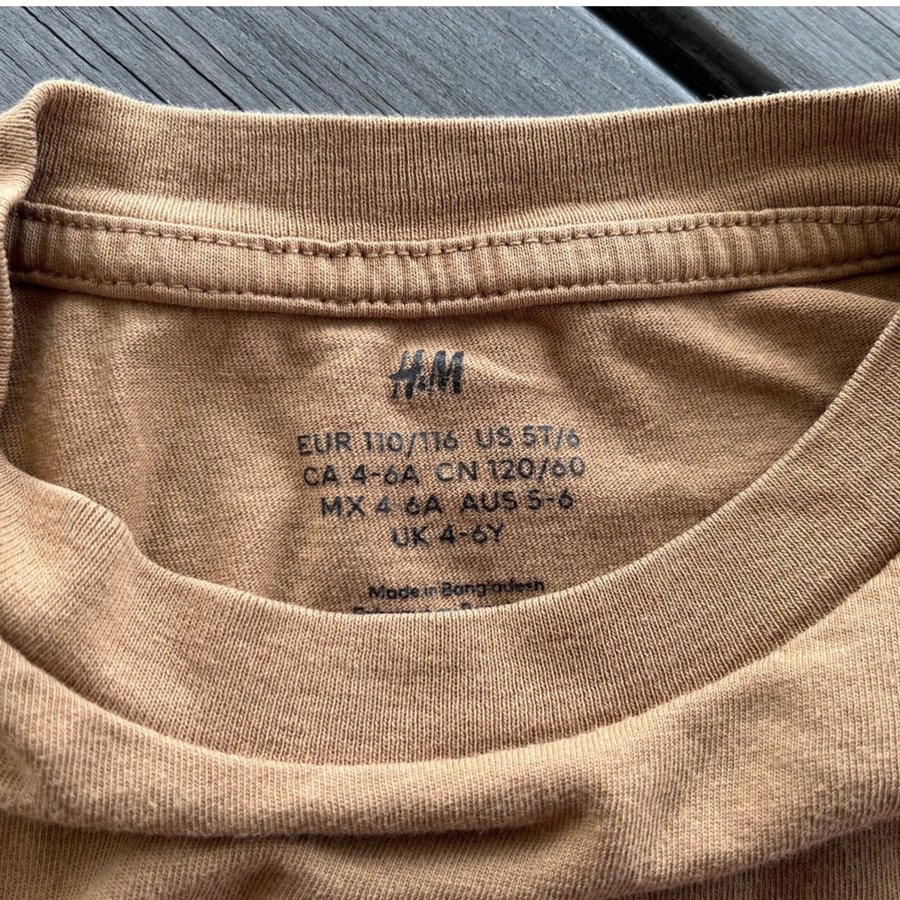 H&M
EUR 110/116 US 5T/6
CA 4-6A CN 120/60
MX 4-6A AUS 5-6
UK 4-6Y
Made in Bangladesh